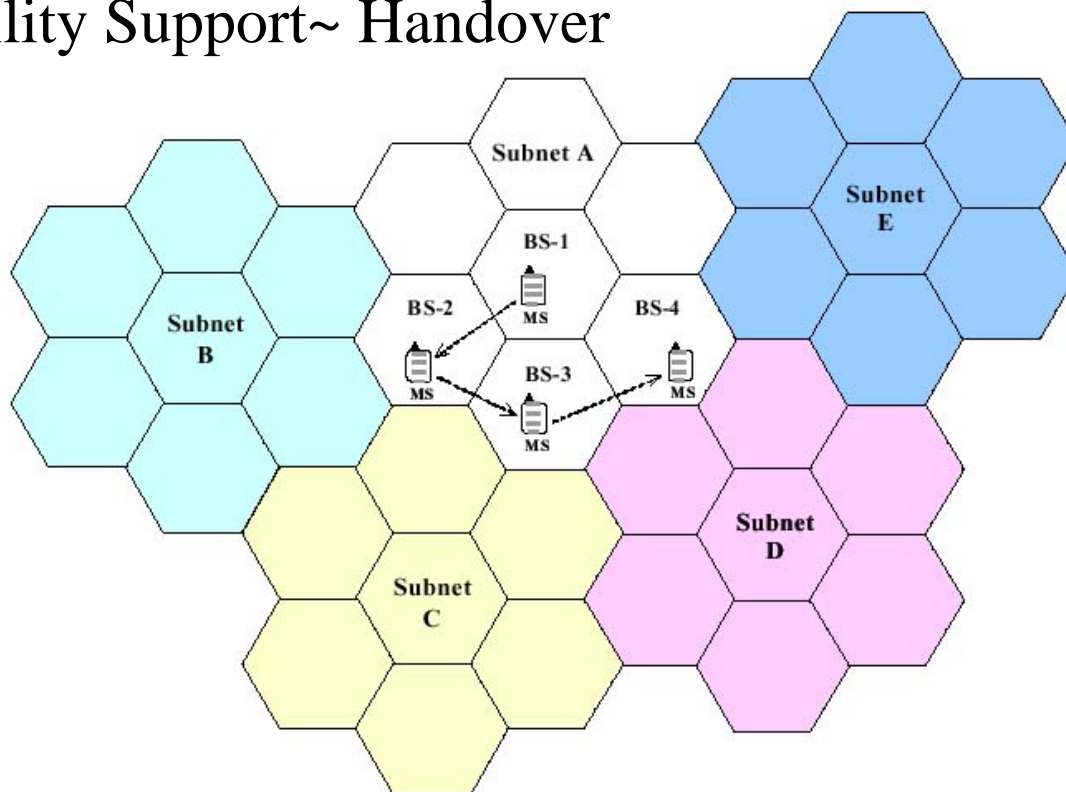 lity Support~ Handover
Subnet A
Subnet
E
BS-1
MS
BS-2
MS
BS-4
MS
Subnet
B
BS-3
MS
Subnet
D
Subnet
C